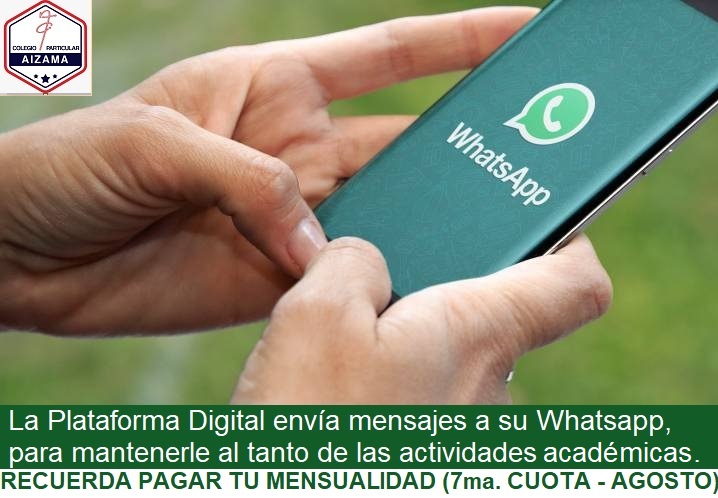 COLEGIO PARTICULAR
AIZAMA
WhatsApp
La Plataforma Digital envía mensajes a su Whatsapp,
para mantenerle al tanto de las actividades académicas.
RECUERDA PAGAR TU MENSUALIDAD (7ma. CUOTA - AGOSTO)